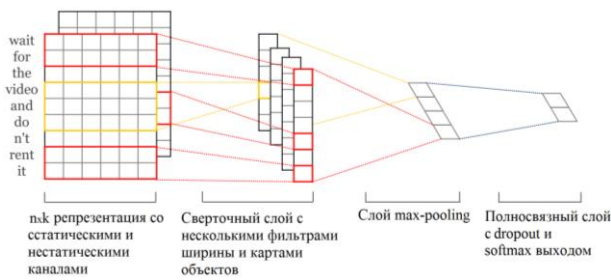 wait
for
the
video
and
do
n't
rent
it
nxk репрезентация со
сстатическими и
нестатическими
каналами
Сверточный слой с
несколькими фильтрами
ширины и картами
объектов
Слой max-pooling
Полносвязный слой
с dropout и
softmax выходом